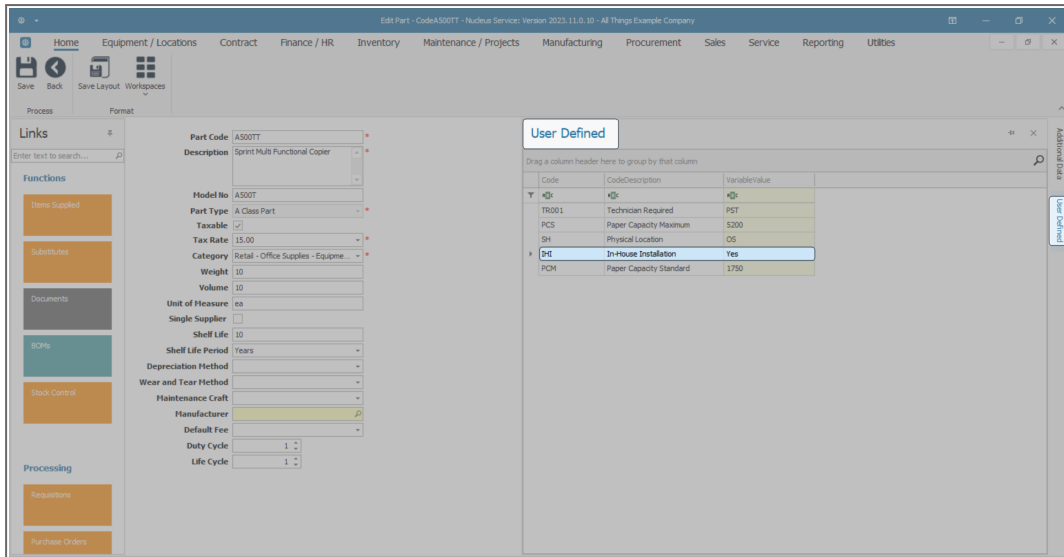 Edit Part - CodeA500TT - Nucleus Service: Version 2023.11.0.10 - All Things Example Company
Home Equipment / Locations Contract Finance / HR Inventory Maintenance / Projects Manufacturing Procurement Sales Service Reporting Utilities
Save Back Save Layout Workspaces
Process Format
Links
Enter text to search...
Functions
Items Supplied
Substitutes
Documents
BOMs
Stock Control
Processing
Requisitions
Purchase Orders
Part Code A500TT *
Description Sprint Multi Functional Copier *
Model No A500T
Part Type A Class Part *
Taxable
Tax Rate 15.00 *
Category Retail - Office Supplies - Equipme... *
Weight 10
Volume 10
Unit of Measure ea
Single Supplier
Shelf Life 10
Shelf Life Period Years
Depreciation Method
Wear and Tear Method
Maintenance Craft
Manufacturer
Default Fee
Duty Cycle 1
Life Cycle 1
User Defined
Drag a column header here to group by that column
Code CodeDescription VariableValue
TR001 Technician Required PST
PCS Paper Capacity Maximum 5200
SH Physical Location OS
IHI In-House Installation Yes
PCM Paper Capacity Standard 1750
Additional Data
User Defined